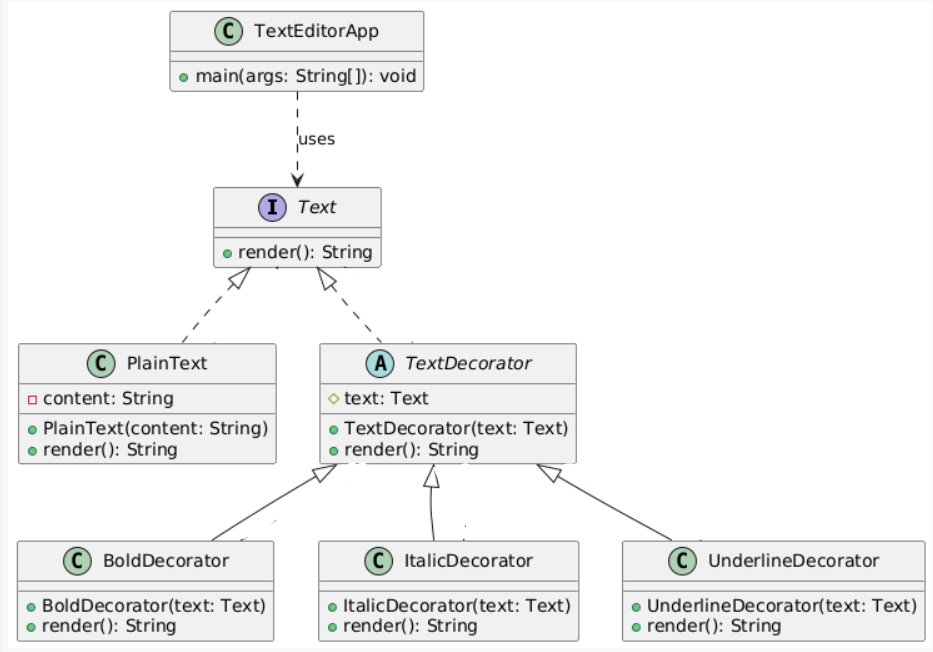 C TextEditorApp
main(args: String[]): void
uses
I Text
render(): String
C PlainText
content: String
PlainText(content: String)
render(): String
A TextDecorator
text: Text
TextDecorator(text: Text)
render(): String
C BoldDecorator
BoldDecorator(text: Text)
render(): String
C ItalicDecorator
ItalicDecorator(text: Text)
render(): String
C UnderlineDecorator
UnderlineDecorator(text: Text)
render(): String